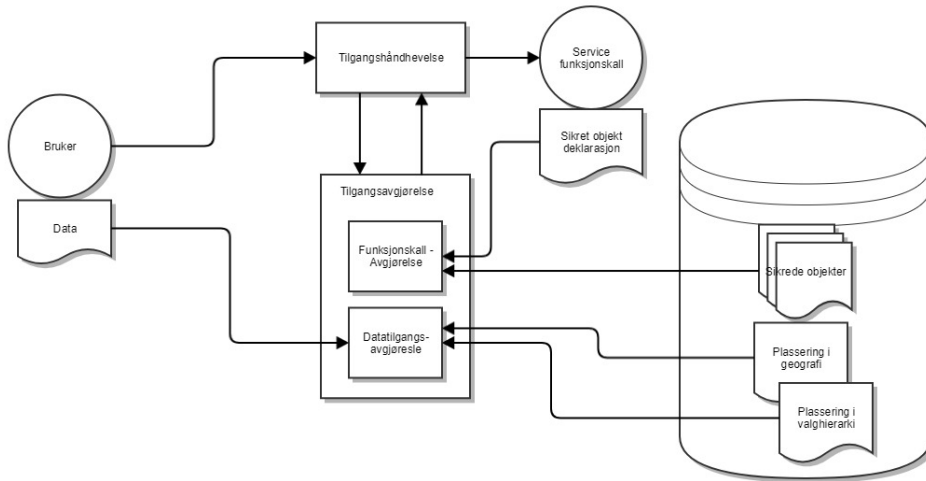 Tilgangshåndhevelse
Service
funksjonskall
Bruker
Sikret objekt
deklarasjon
Tilgangsavgjørelse
Data
Funksjonskall -
Avgjørelse
Sikrede objekter
Datatilgangs-
avgjøresle
Plassering i
geografi
Plassering i
valghierarki